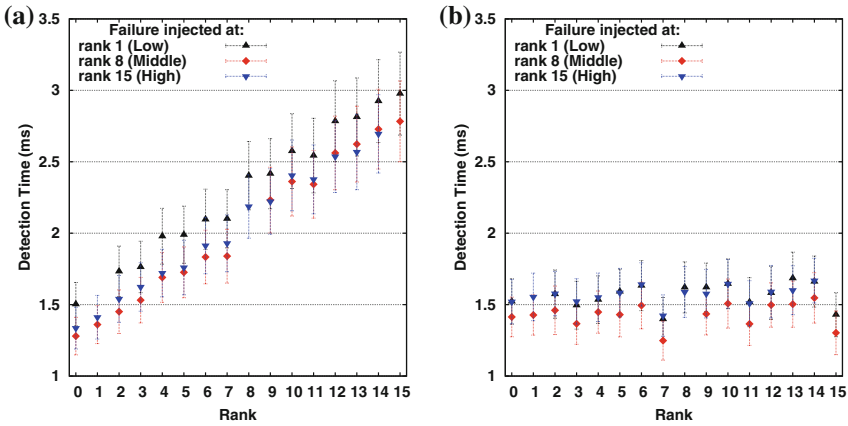 (a)
Failure injected at:
rank 1 (Low)
rank 8 (Middle)
rank 15 (High)
3.5
3
2.5
2
1.5
1
Detection Time (ms)
0 1 2 3 4 5 6 7 8 9 10 11 12 13 14 15
Rank
(b)
Failure injected at:
rank 1 (Low)
rank 8 (Middle)
rank 15 (High)
3.5
3
2.5
2
1.5
1
Detection Time (ms)
0 1 2 3 4 5 6 7 8 9 10 11 12 13 14 15
Rank